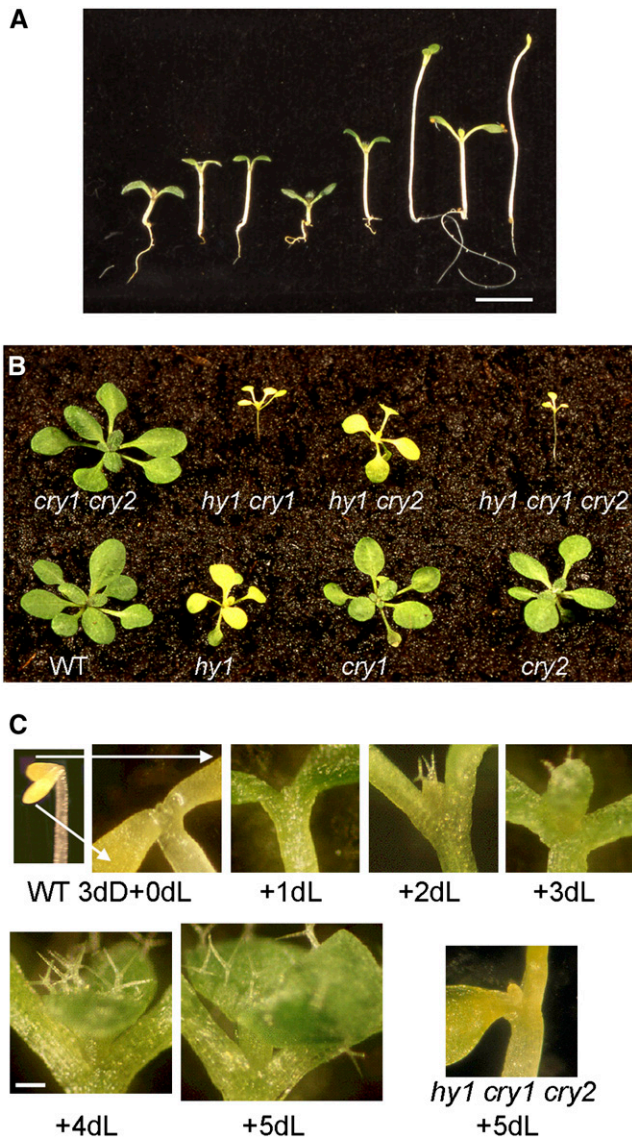 A
B
cry1 cry2 hy1 cry1 hy1 cry2 hy1 cry1 cry2
WT hy1 cry1 cry2
C
WT 3dD+0dL +1dL +2dL +3dL
hy1 cry1 cry2
+4dL +5dL +5dL